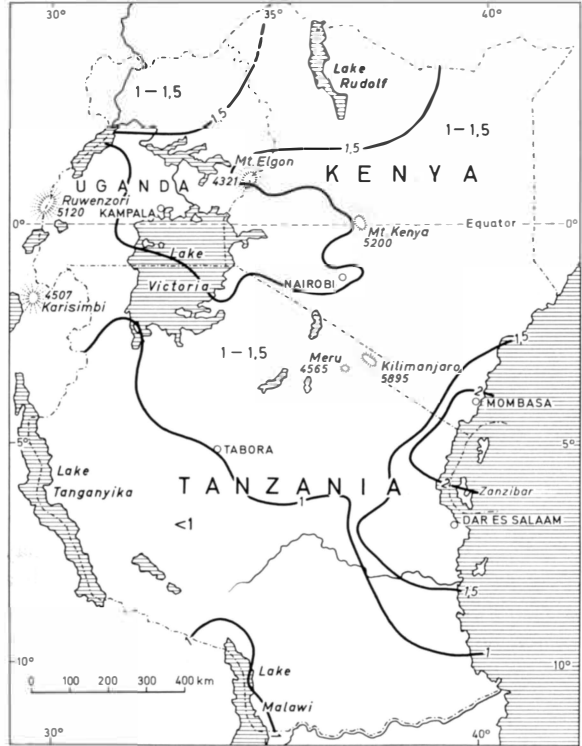 30°
35°
40°
Lake
Rudolf
1–1,5
1,5
1–1,5
1,5
Mt. Elgon
4321
KENYA
UGANDA
Ruwenzori
5120
KAMPALA
0°
Equator
0°
Mt. Kenya
5200
Lake
Victoria
NAIROBI
4507
Karisimbi
1–1,5
Meru
4565
Kilimanjaro
5895
1,5
2
MOMBASA
5°
5°
TABORA
Lake
Tanganyika
TANZANIA
2
Zanzibar
1
<1
DAR ES SALAAM
1,5
1
10°
10°
0 100 200 300 400 km
Lake
Malawi
30°
40°